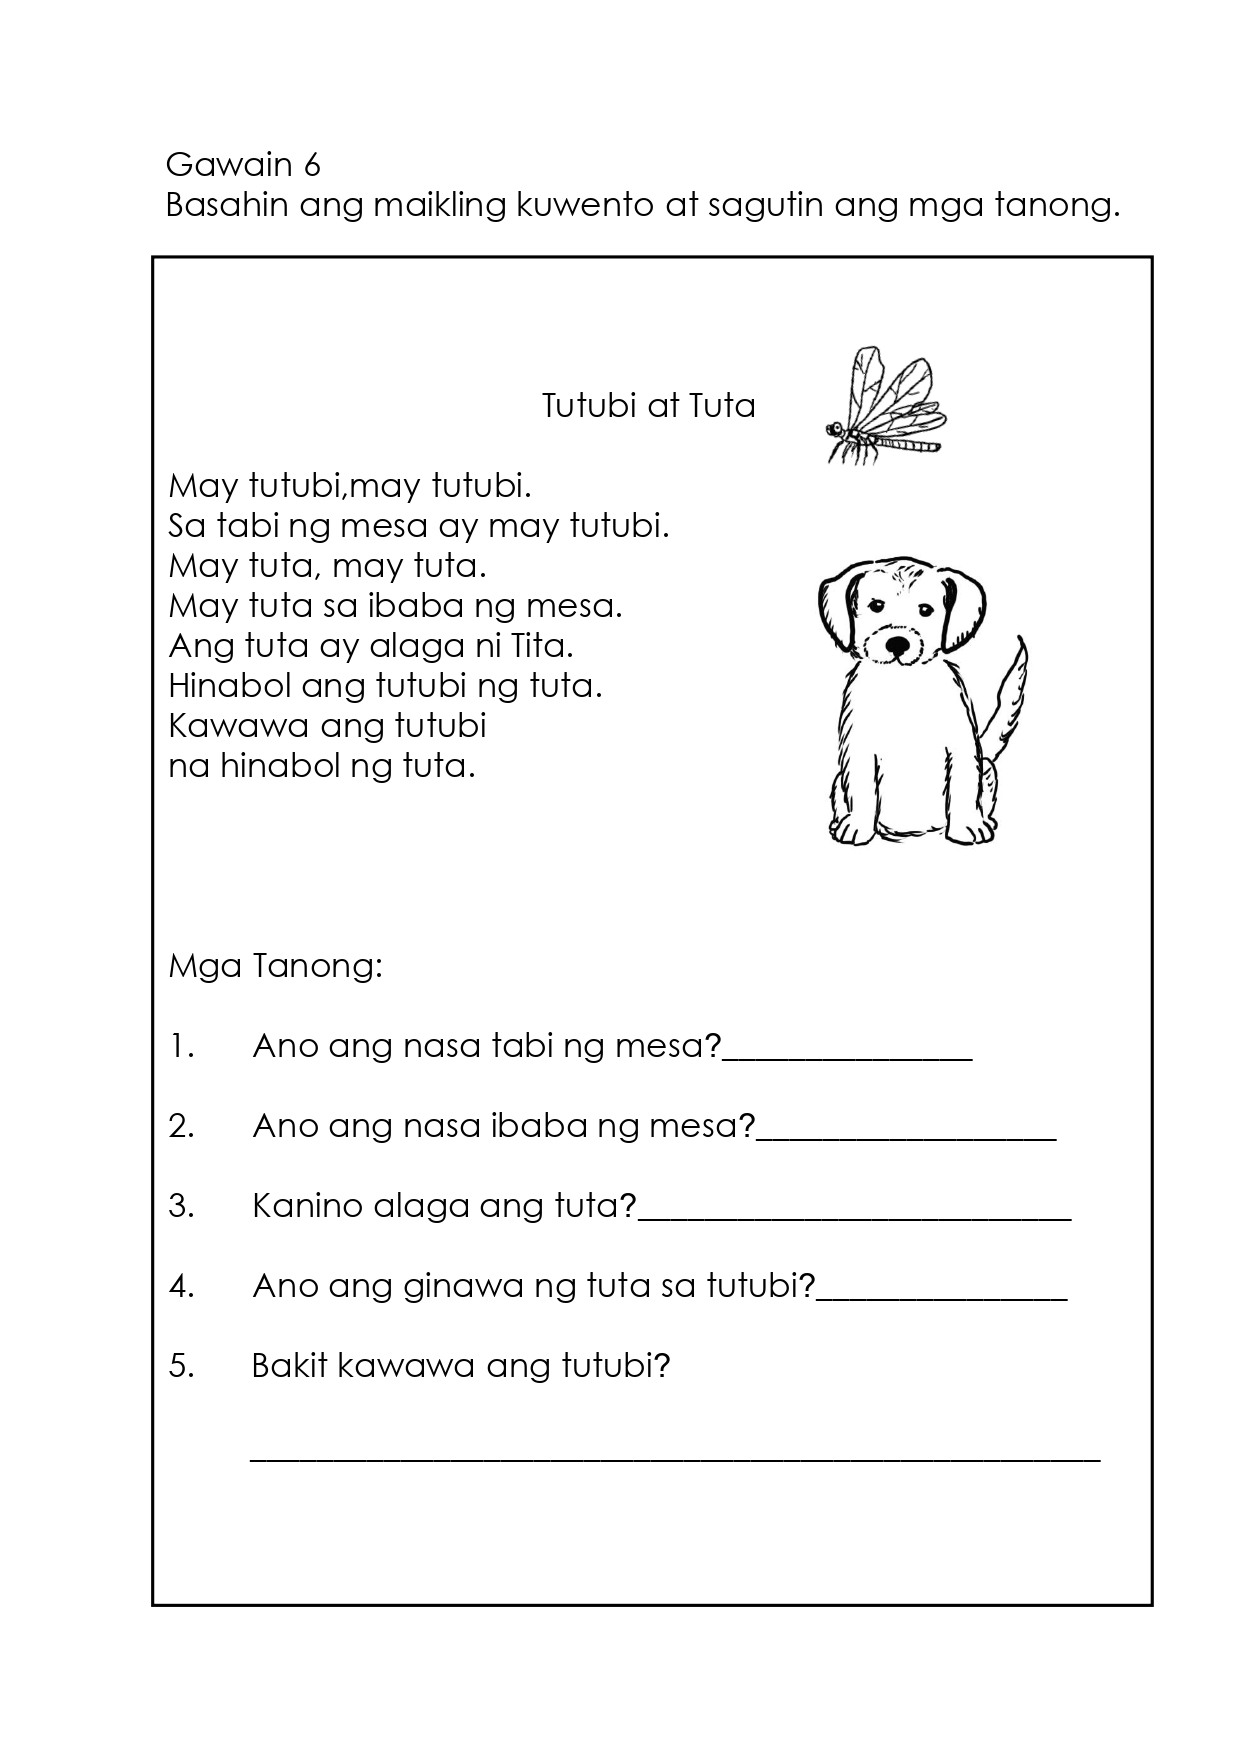 Gawain 6
Basahin ang maikling kuwento at sagutin ang mga tanong.
Tutubi at Tuta
May tutubi,may tutubi.
Sa tabi ng mesa ay may tutubi.
May tuta, may tuta.
May tuta sa ibaba ng mesa.
Ang tuta ay alaga ni Tita.
Hinabol ang tutubi ng tuta.
Kawawa ang tutubi
na hinabol ng tuta.
Mga Tanong:
1. Ano ang nasa tabi ng mesa?_______________
2. Ano ang nasa ibaba ng mesa?__________________
3. Kanino alaga ang tuta?__________________________
4. Ano ang ginawa ng tuta sa tutubi?_______________
5. Bakit kawawa ang tutubi?
___________________________________________________